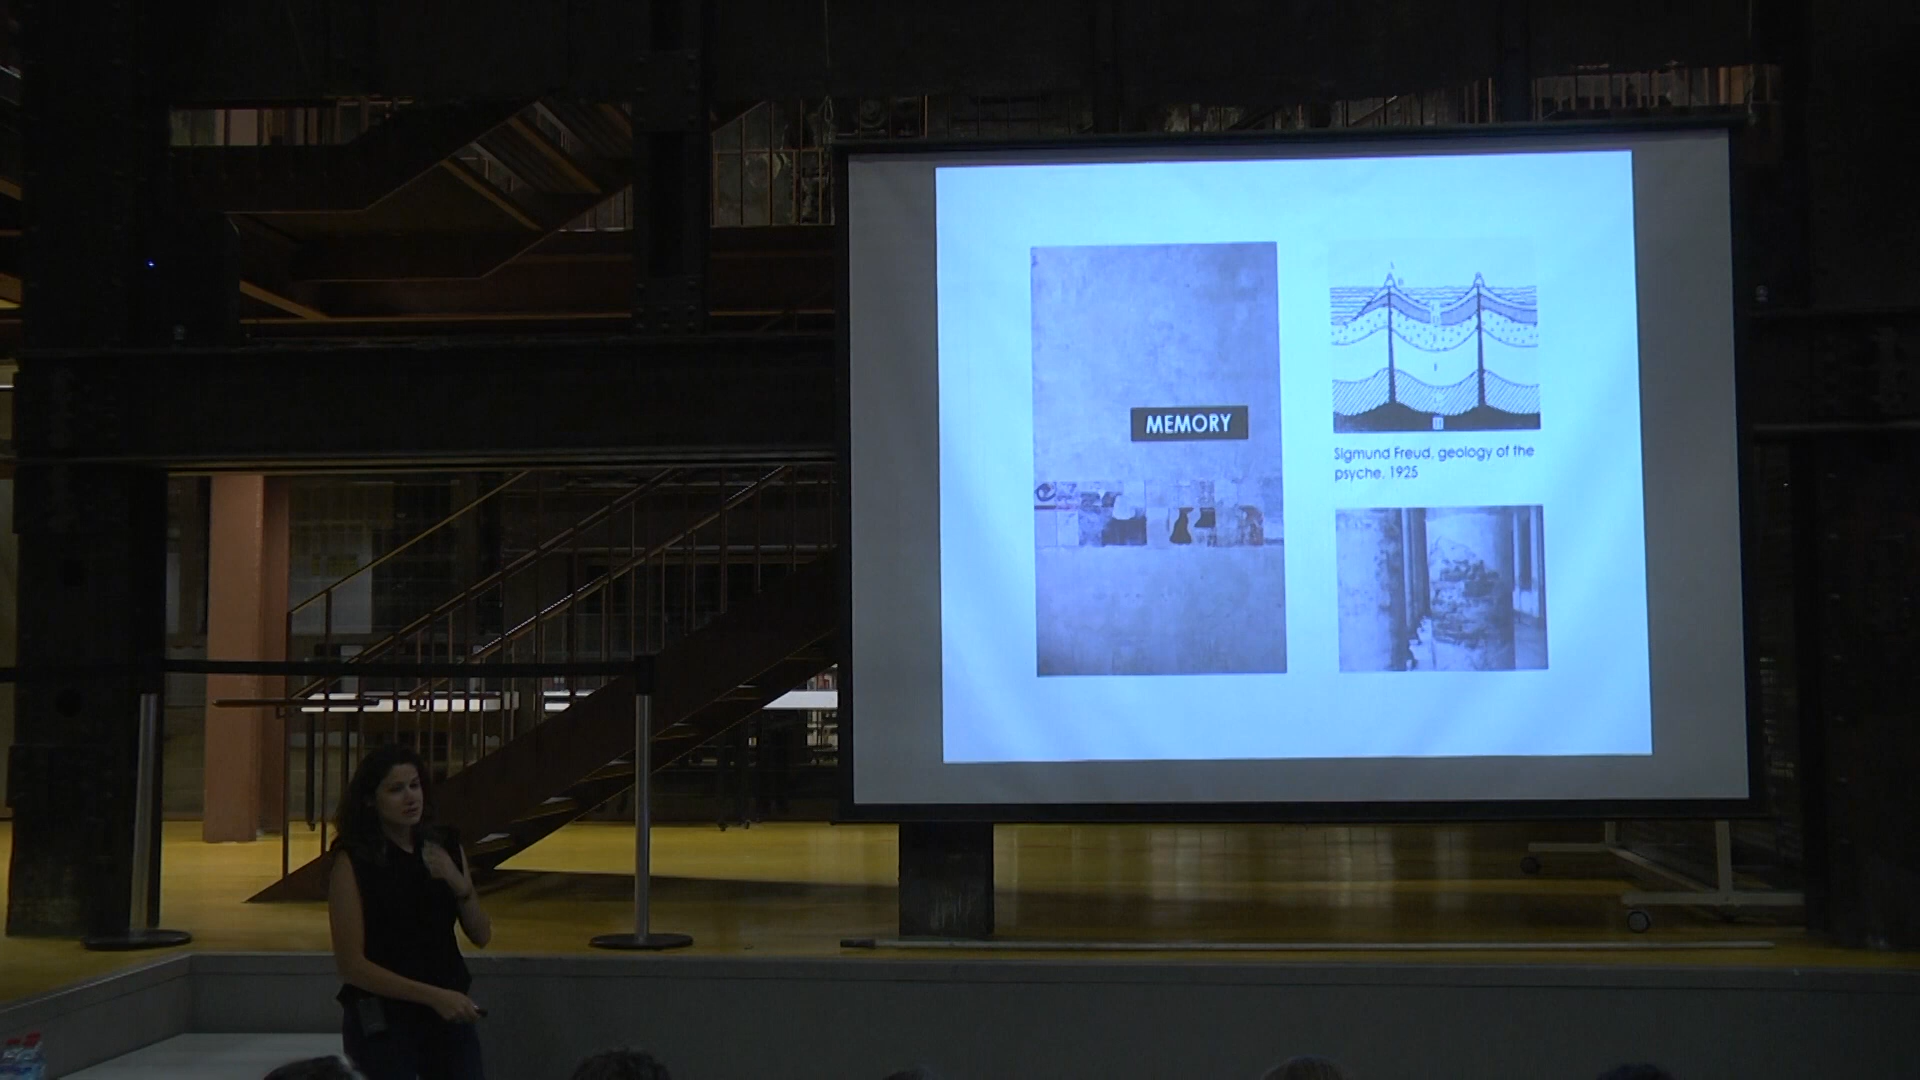 MEMORY
Sigmund Freud, geology of the
psyche, 1925